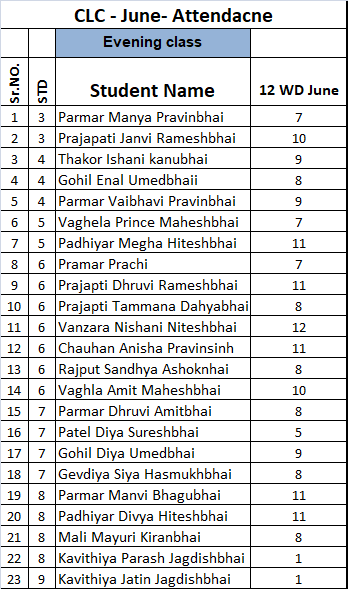 CLC - June- Attendacne
Evening class
Sr.NO. STD Student Name 12 WD June
1 3 Parmar Manya Pravinbhai 7
2 3 Prajapati Janvi Rameshbhai 10
3 4 Thakor Ishani kanubhai 9
4 4 Gohil Enal Umedbhaii 8
5 4 Parmar Vaibhavi Pravinbhai 9
6 5 Vaghela Prince Maheshbhai 7
7 5 Padhiyar Megha Hiteshbhai 11
8 6 Pramar Prachi 7
9 6 Prajapti Dhruvi Rameshbhai 11
10 6 Prajapti Tammana Dahyabhai 8
11 6 Vanzara Nishani Niteshbhai 12
12 6 Chauhan Anisha Pravinsinh 11
13 6 Rajput Sandhya Ashoknhai 8
14 6 Vaghla Amit Maheshbhai 10
15 7 Parmar Dhruvi Amitbhai 8
16 7 Patel Diya Sureshbhai 5
17 7 Gohil Diya Umedbhai 9
18 7 Gevdiya Siya Hasmukhbhai 8
19 8 Parmar Manvi Bhagubhai 11
20 8 Padhiyar Divya Hiteshbhai 11
21 8 Mali Mayuri Kiranbhai 8
22 8 Kavithiya Parash Jagdishbhai 1
23 9 Kavithiya Jatin Jagdishbhai 1